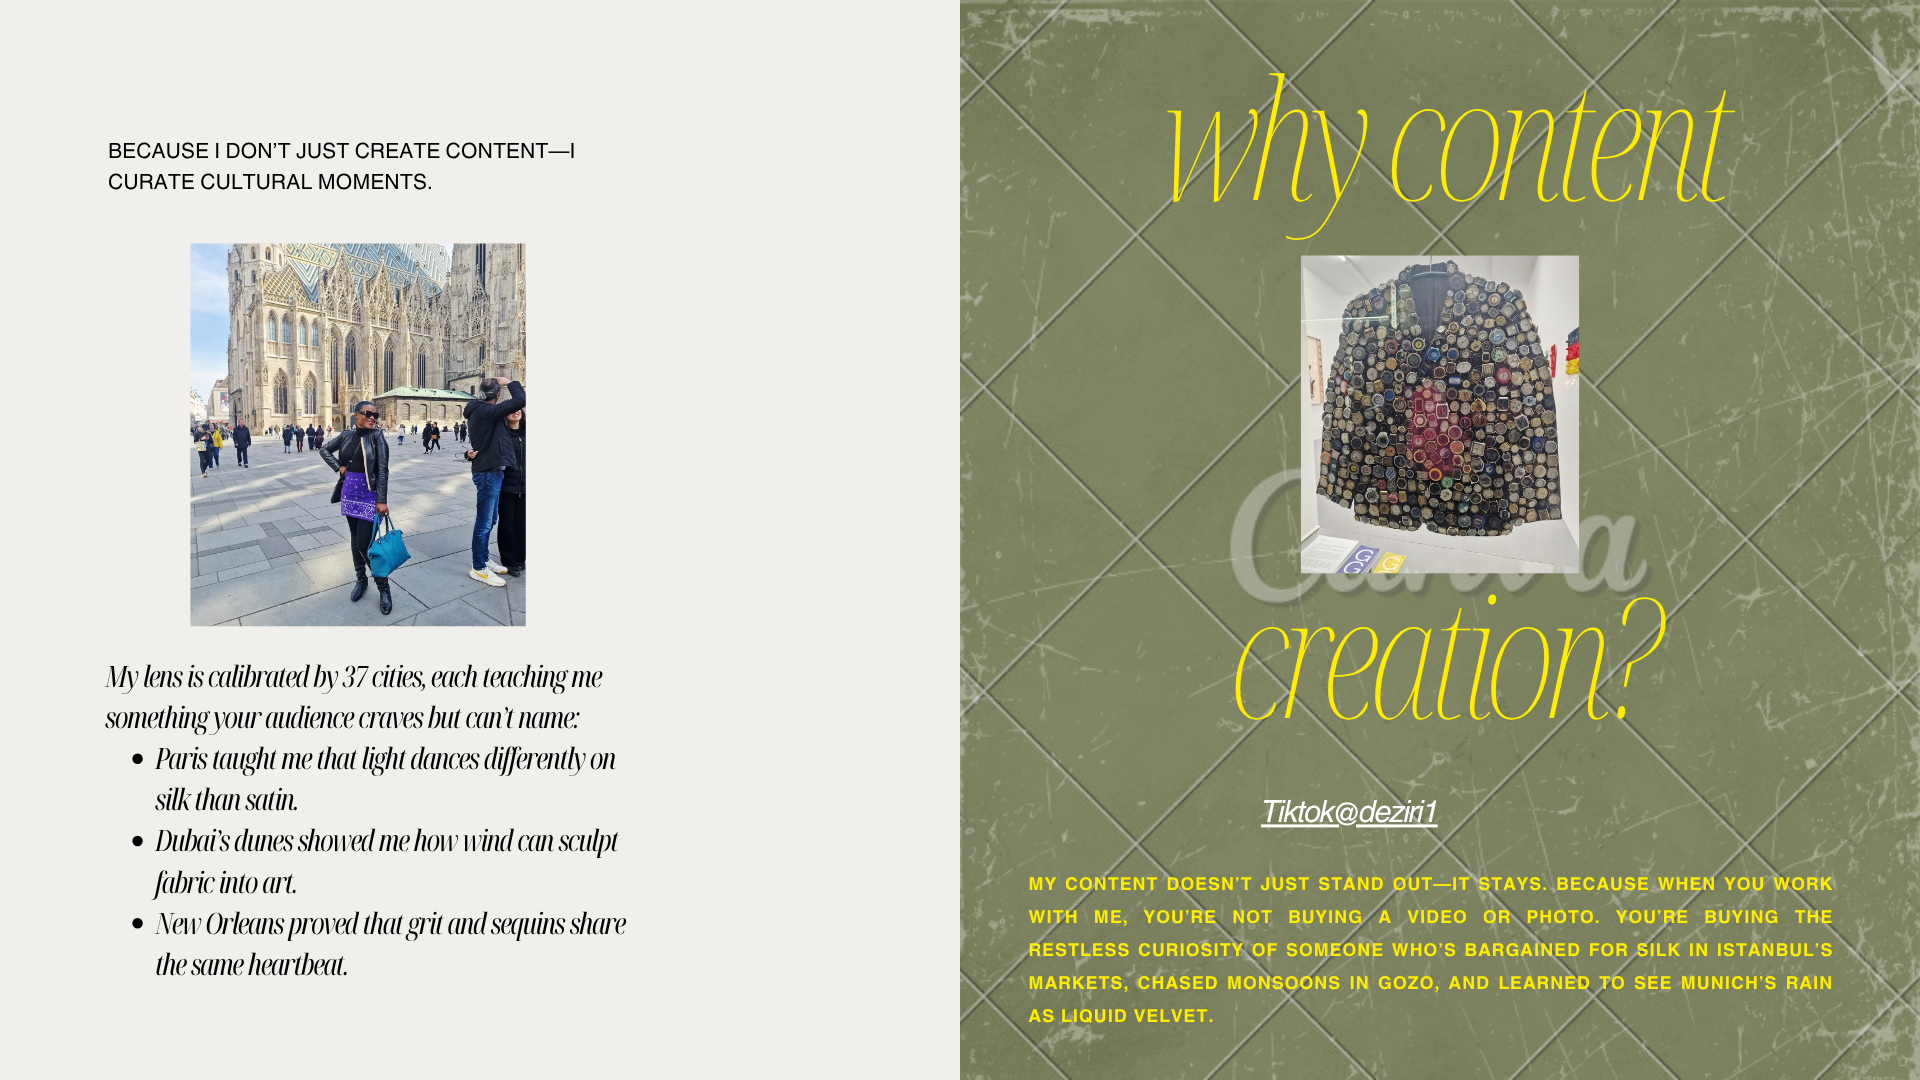 BECAUSE I DON'T JUST CREATE CONTENT—I
CURATE CULTURAL MOMENTS.
My lens is calibrated by 37 cities, each teaching me
something your audience craves but can't name:
• Paris taught me that light dances differently on
silk than satin.
• Dubai's dunes showed me how wind can sculpt
fabric into art.
• New Orleans proved that grit and sequins share
the same heartbeat.
why content
G G
G G
Canva
creation?
Tiktok@deziri1
MY CONTENT DOESN'T JUST STAND OUT—IT STAYS. BECAUSE WHEN YOU WORK
WITH ME, YOU'RE NOT BUYING A VIDEO OR PHOTO. YOU'RE BUYING THE
RESTLESS CURIOSITY OF SOMEONE WHO'S BARGAINED FOR SILK IN ISTANBUL'S
MARKETS, CHASED MONSOONS IN GOZO, AND LEARNED TO SEE MUNICH'S RAIN
AS LIQUID VELVET.